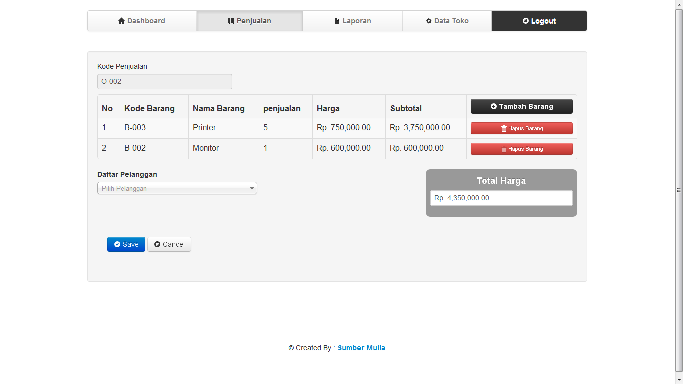 Dashboard Penjualan Laporan Data Toko Logout
Kode Penjualan
O-002
No Kode Barang Nama Barang penjualan Harga Subtotal Tambah Barang
1 B-003 Printer 5 Rp. 750,000.00 Rp. 3,750,000.00 Hapus Barang
2 B-002 Monitor 1 Rp. 600,000.00 Rp. 600,000.00 Hapus Barang
Daftar Pelanggan
Pilih Pelanggan
Total Harga
Rp. 4,350,000.00
Save Cancel
© Created By : Sumber Mulia